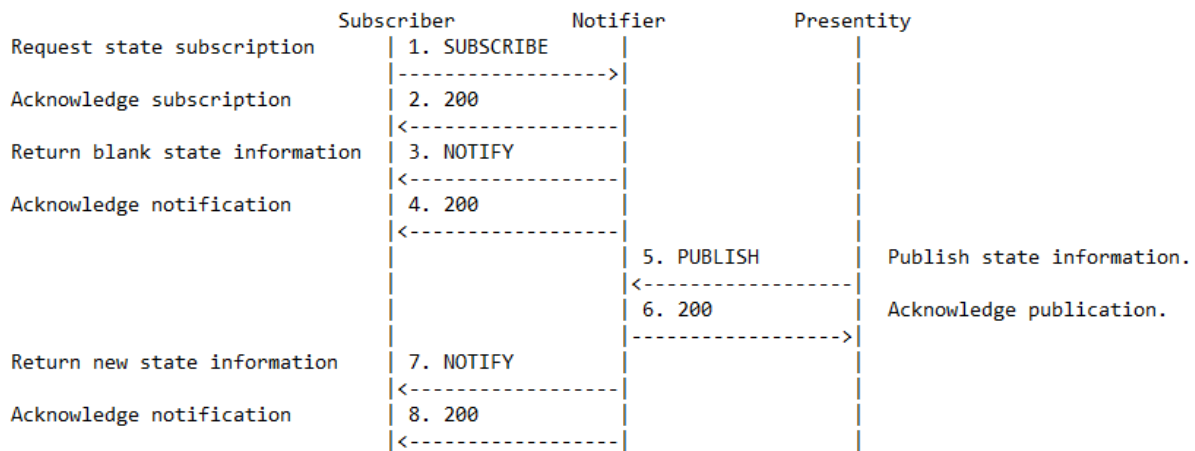 Subscriber          Notifier           Presentity
Request state subscription        | 1. SUBSCRIBE      |                   |
                                  |------------------>|                   |
Acknowledge subscription          | 2. 200            |                   |
                                  |<------------------|                   |
Return blank state information    | 3. NOTIFY         |                   |
                                  |<------------------|                   |
Acknowledge notification          | 4. 200            |                   |
                                  |<------------------|                   |
                                  |                   | 5. PUBLISH        |  Publish state information.
                                  |                   |<------------------|
                                  |                   | 6. 200            |  Acknowledge publication.
                                  |                   |------------------>|
Return new state information      | 7. NOTIFY         |                   |
                                  |<------------------|                   |
Acknowledge notification          | 8. 200            |                   |
                                  |<------------------|                   |